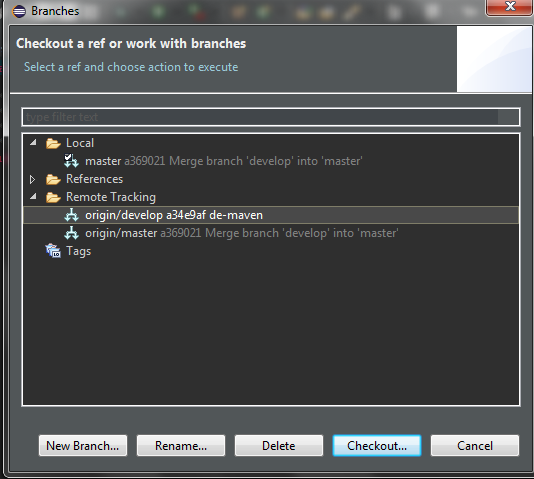 Branches
Checkout a ref or work with branches
Select a ref and choose action to execute
type filter text
Local
master a369021 Merge branch 'develop' into 'master'
References
Remote Tracking
origin/develop a34e9af de-maven
origin/master a369021 Merge branch 'develop' into 'master'
Tags
New Branch... Rename... Delete Checkout... Cancel